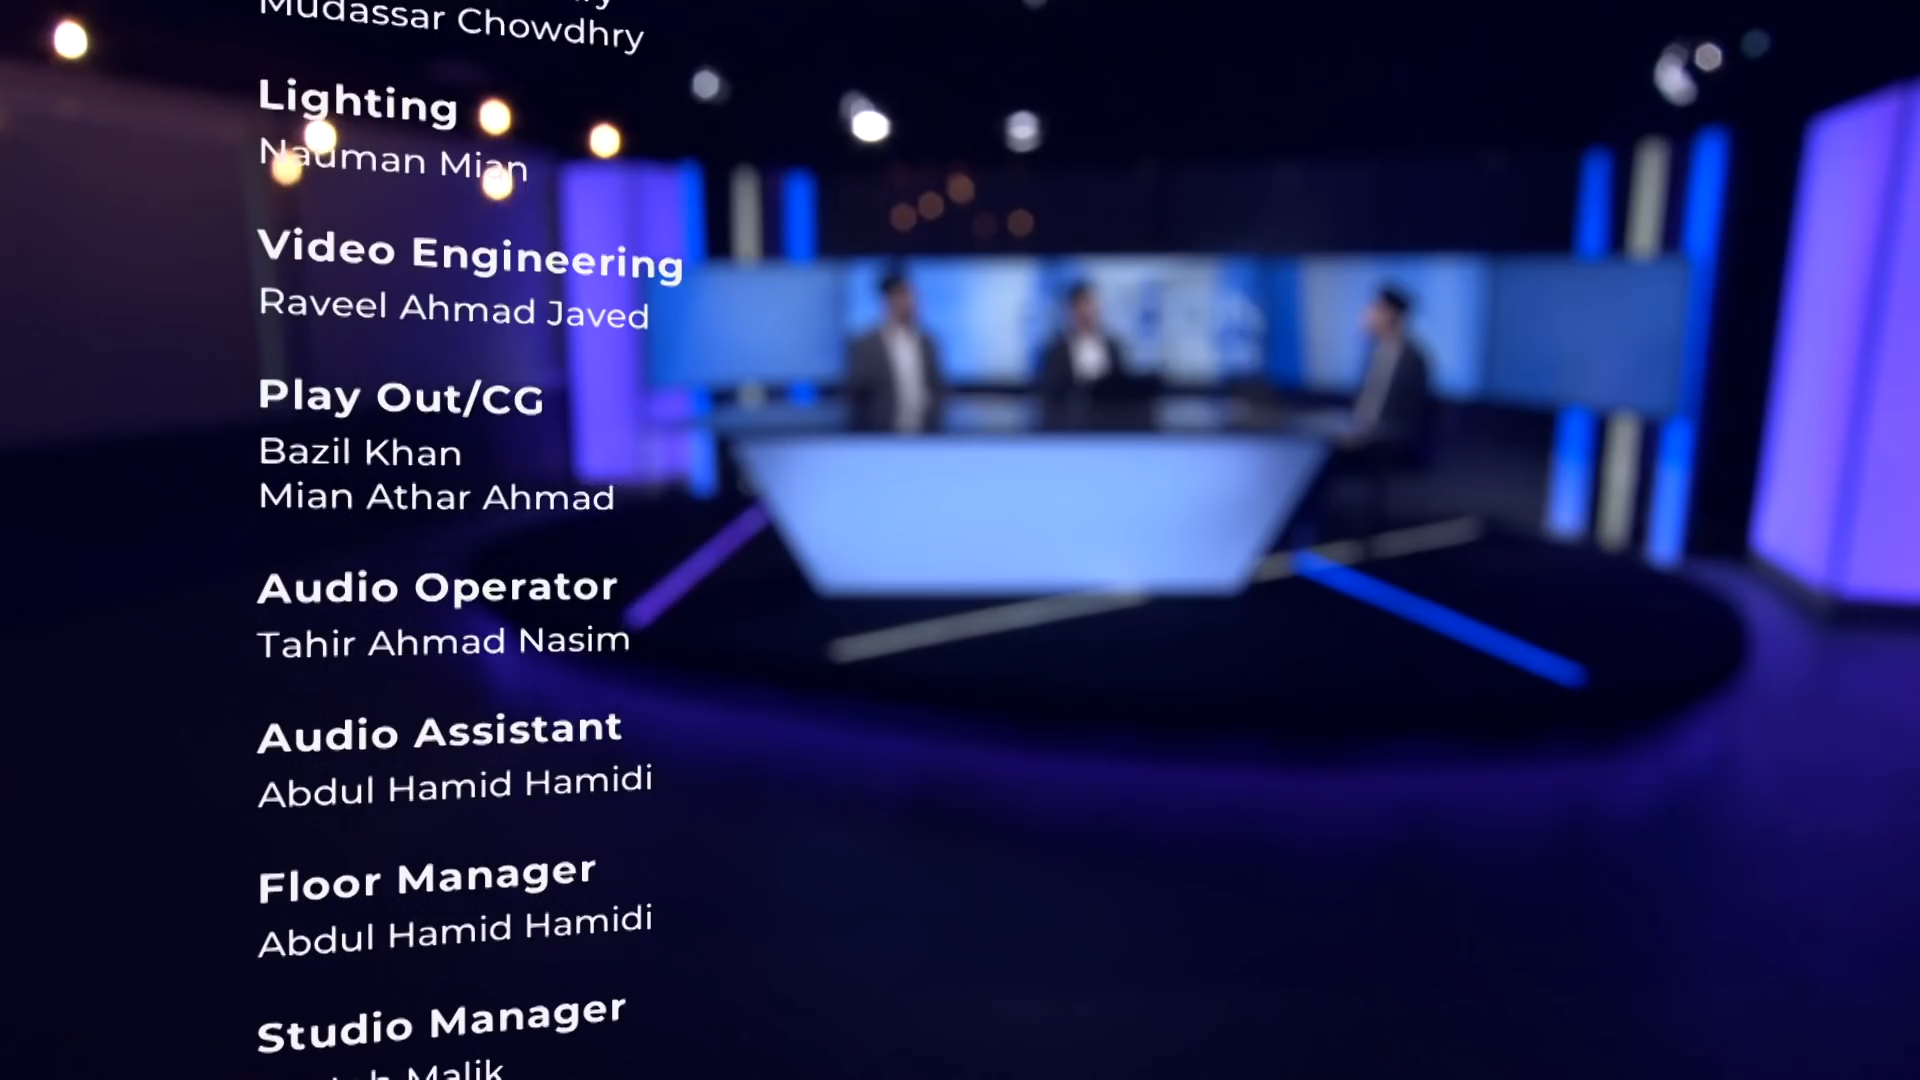 Mudassar Chowdhry
Lighting
Nauman Mian
Video Engineering
Raveel Ahmad Javed
Play Out/CG
Bazil Khan
Mian Athar Ahmad
Audio Operator
Tahir Ahmad Nasim
Audio Assistant
Abdul Hamid Hamidi
Floor Manager
Abdul Hamid Hamidi
Studio Manager
Malik